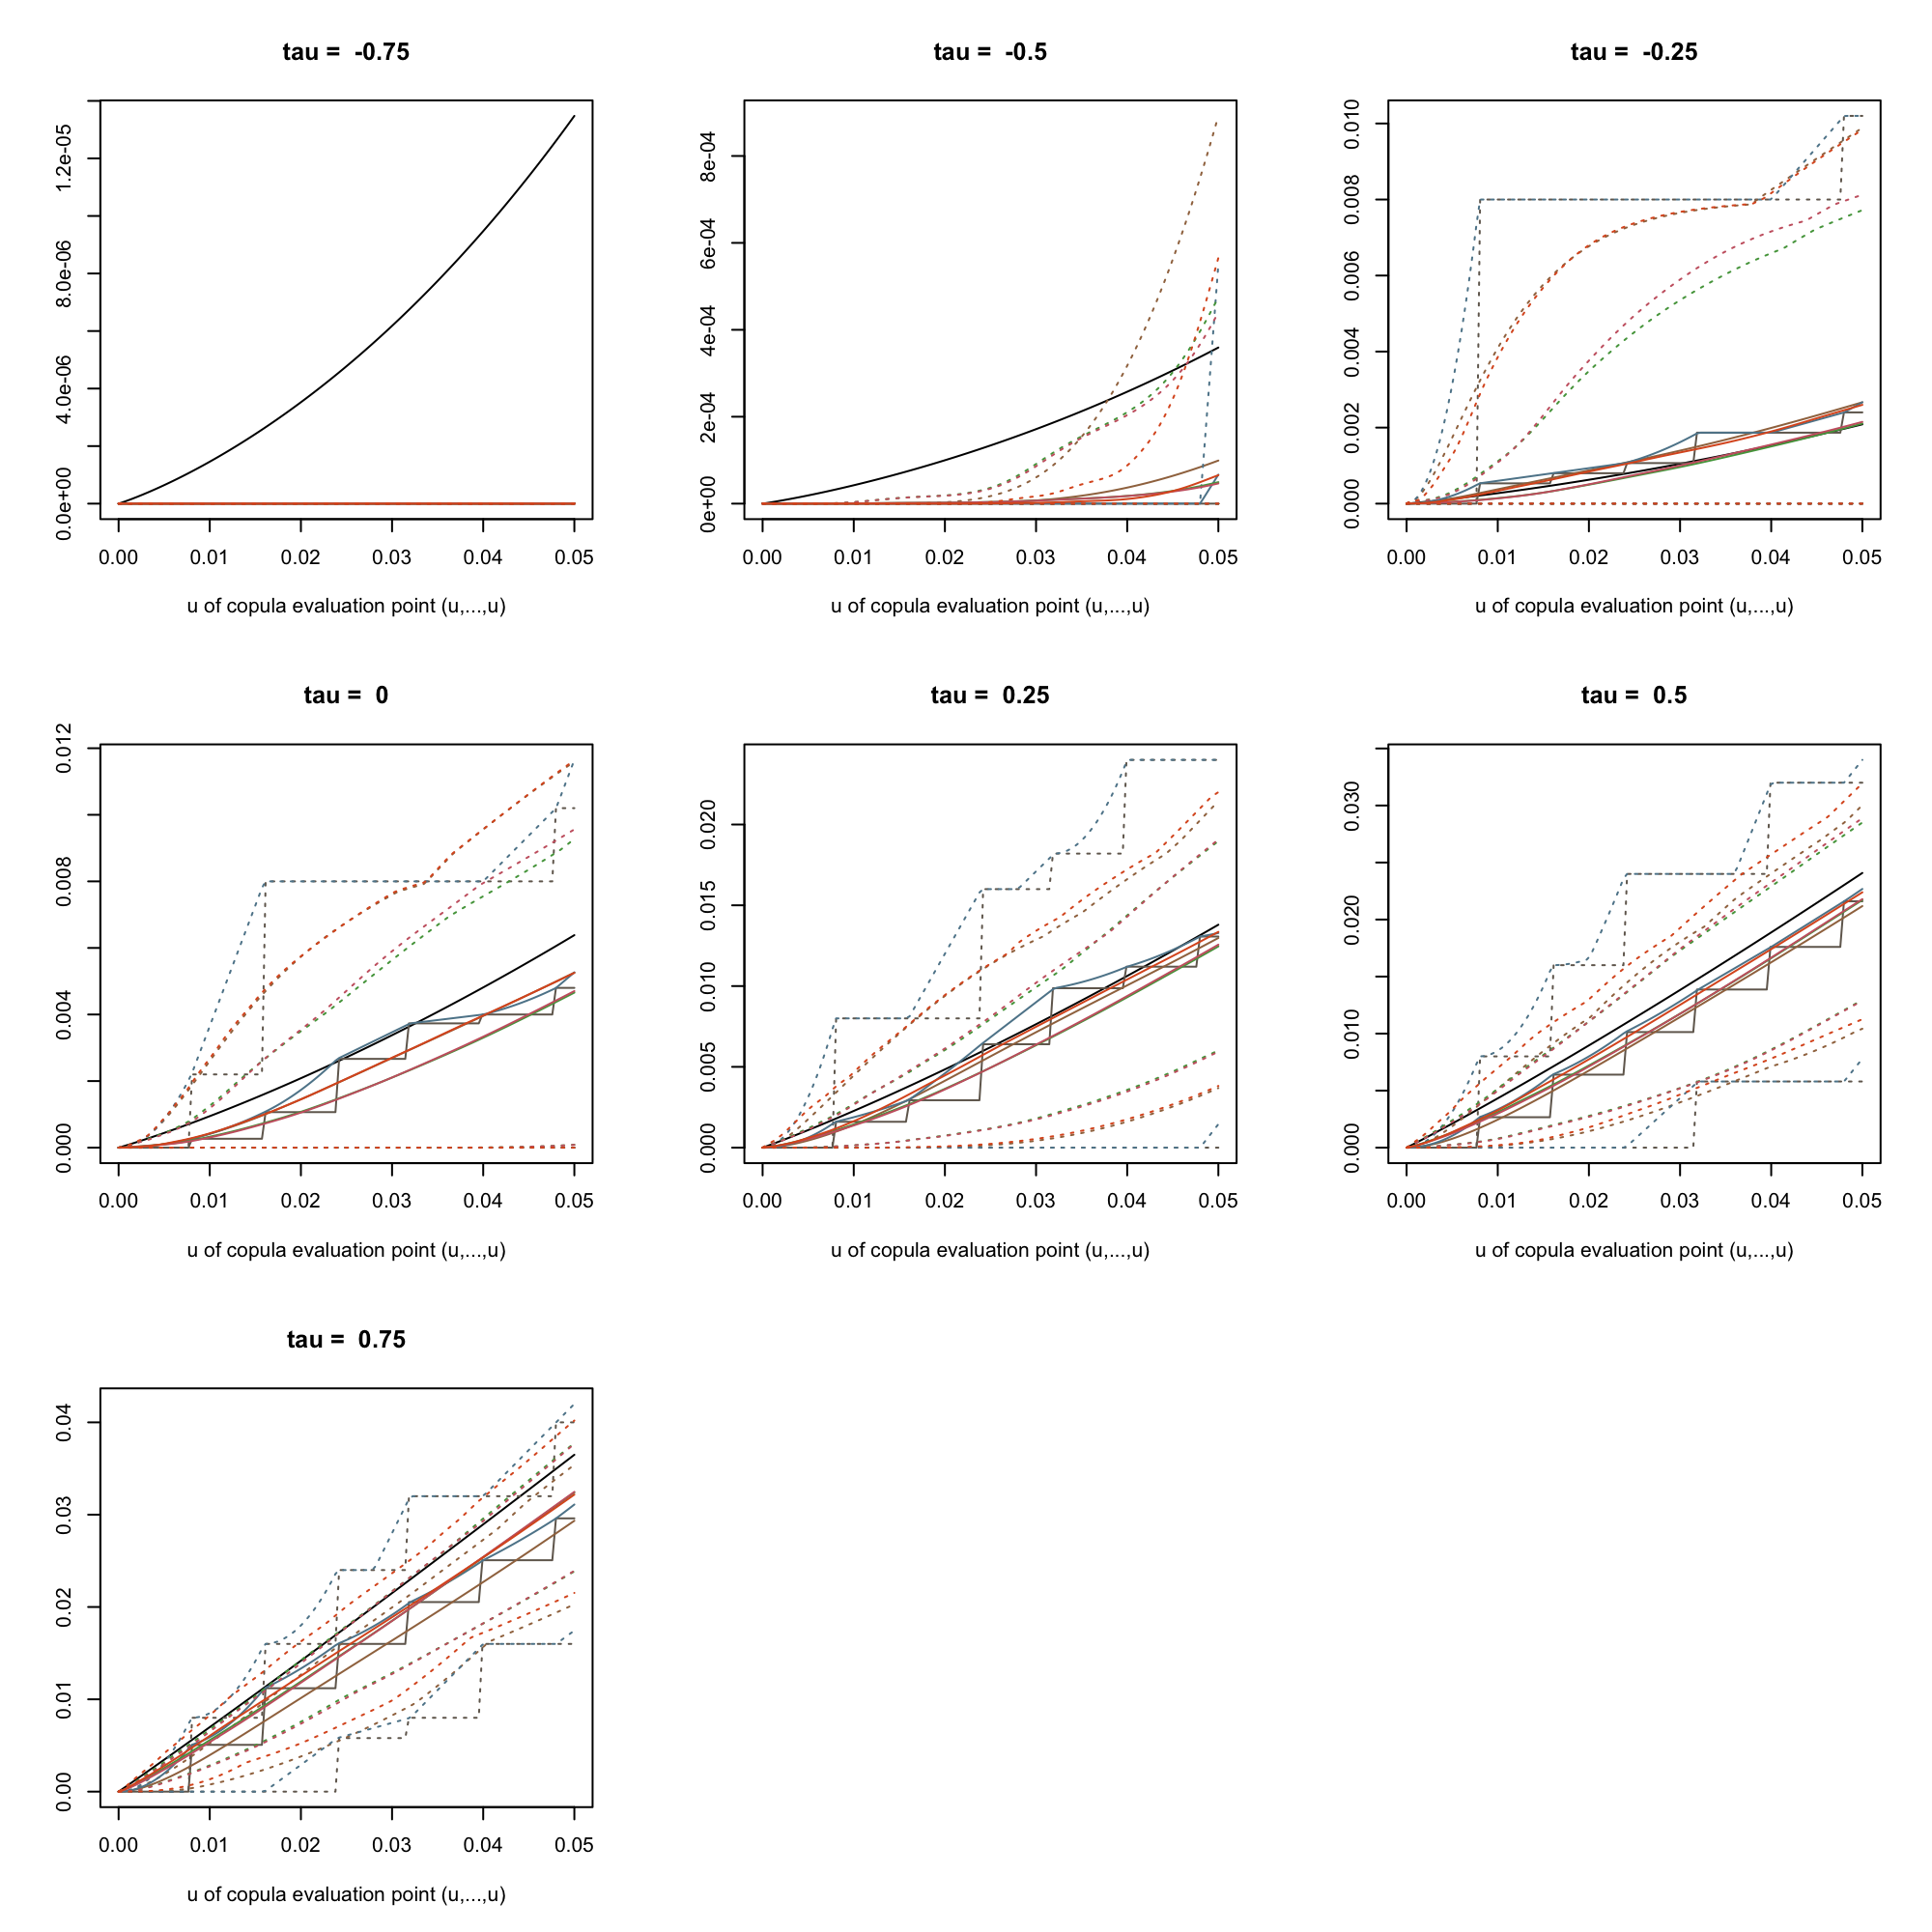 tau =  -0.75
tau =  -0.5
tau =  -0.25
0.0e+00 4.0e-06 8.0e-06 1.2e-05
0e+00 2e-04 4e-04 6e-04 8e-04
0.000 0.002 0.004 0.006 0.008 0.010
0.00 0.01 0.02 0.03 0.04 0.05
0.00 0.01 0.02 0.03 0.04 0.05
0.00 0.01 0.02 0.03 0.04 0.05
u of copula evaluation point (u,...,u)
u of copula evaluation point (u,...,u)
u of copula evaluation point (u,...,u)
tau =  0
tau =  0.25
tau =  0.5
0.000 0.004 0.008 0.012
0.000 0.005 0.010 0.015 0.020
0.000 0.010 0.020 0.030
0.00 0.01 0.02 0.03 0.04 0.05
0.00 0.01 0.02 0.03 0.04 0.05
0.00 0.01 0.02 0.03 0.04 0.05
u of copula evaluation point (u,...,u)
u of copula evaluation point (u,...,u)
u of copula evaluation point (u,...,u)
tau =  0.75
0.00 0.01 0.02 0.03 0.04
0.00 0.01 0.02 0.03 0.04 0.05
u of copula evaluation point (u,...,u)